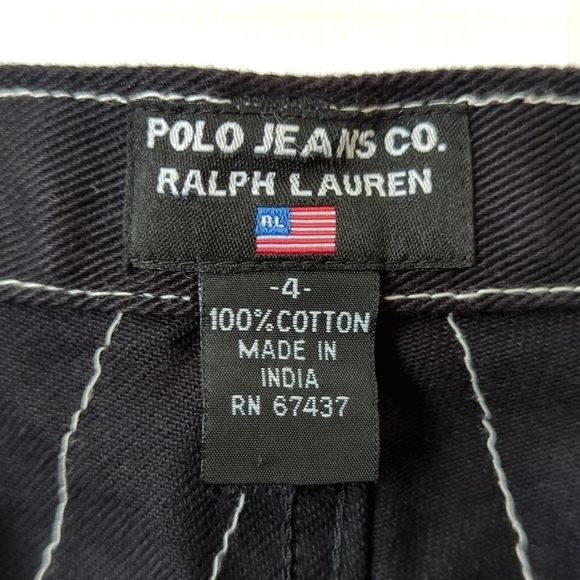 POLO JEANS CO.
RALPH LAUREN
RL
-4-
100% COTTON
MADE IN
INDIA
RN 67437